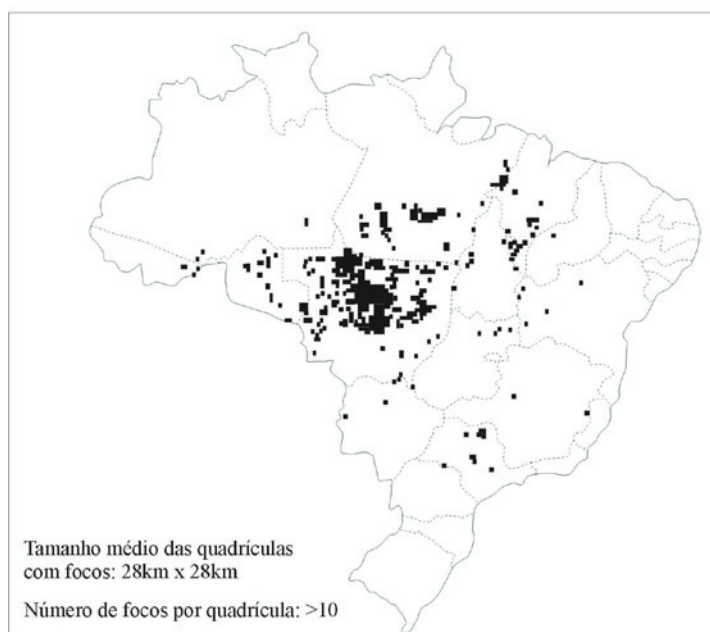 Tamanho médio das quadrículas
com focos: 28km x 28km
Número de focos por quadrícula: >10